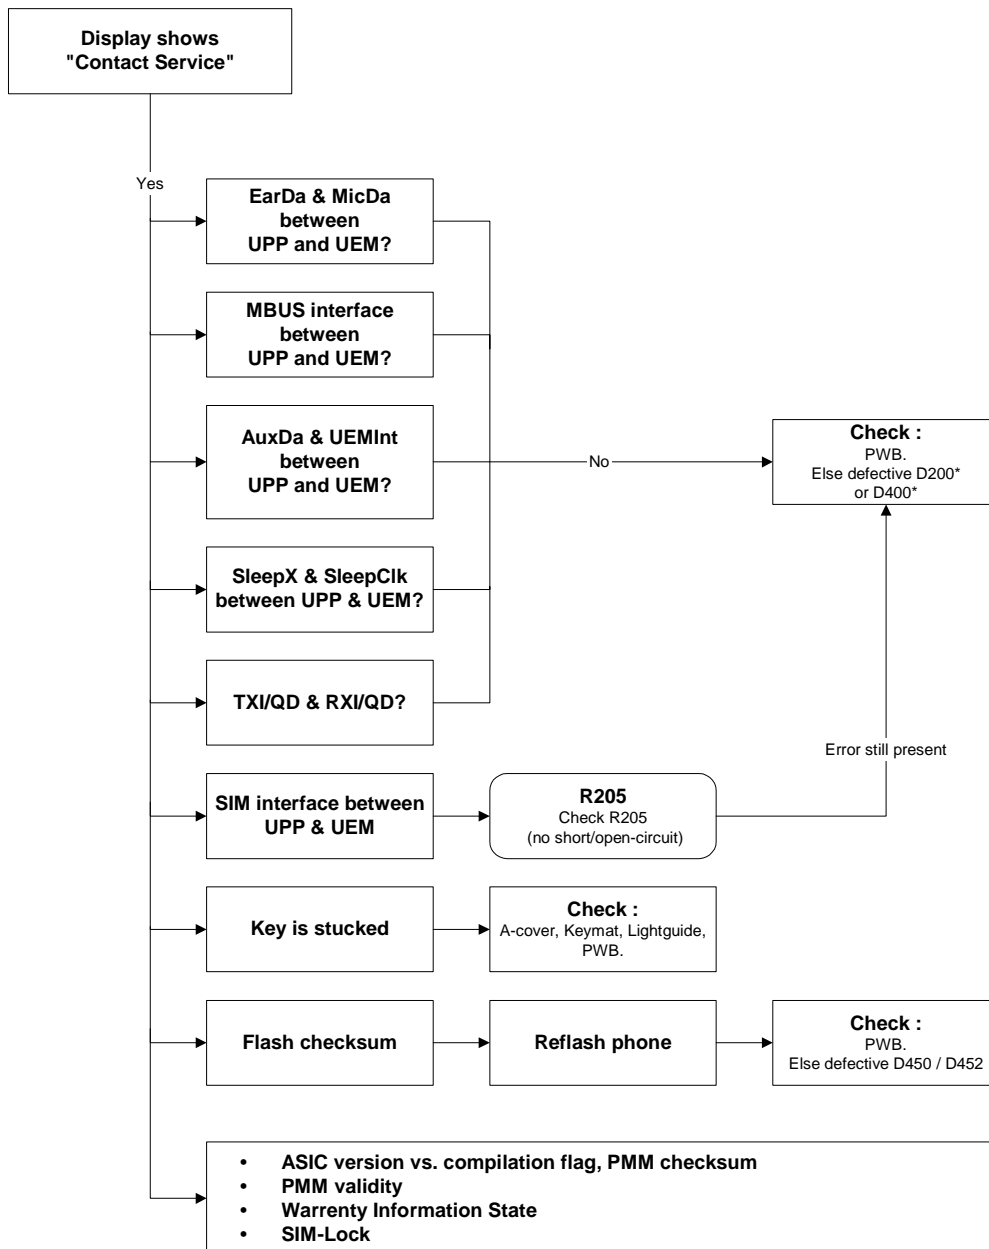 Display shows
"Contact Service"
Yes
EarDa & MicDa
between
UPP and UEM?
MBUS interface
between
UPP and UEM?
AuxDa & UEMInt
between
UPP and UEM?
No
Check :
PWB.
Else defective D200*
or D400*
SleepX & SleepClk
between UPP & UEM?
TXI/QD & RXI/QD?
Error still present
SIM interface between
UPP & UEM
R205
Check R205
(no short/open-circuit)
Key is stucked
Check :
A-cover, Keymat, Lightguide,
PWB.
Flash checksum
Reflash phone
Check :
PWB.
Else defective D450 / D452
• ASIC version vs. compilation flag, PMM checksum
• PMM validity
• Warrenty Information State
• SIM-Lock